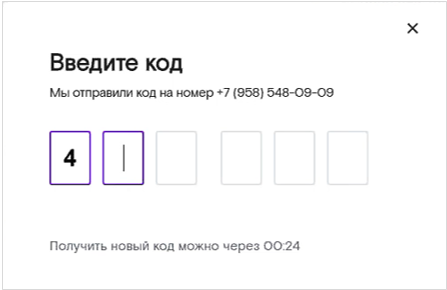 Введите код
Мы отправили код на номер +7 (958) 548-09-09
4
Получить новый код можно через 00:24